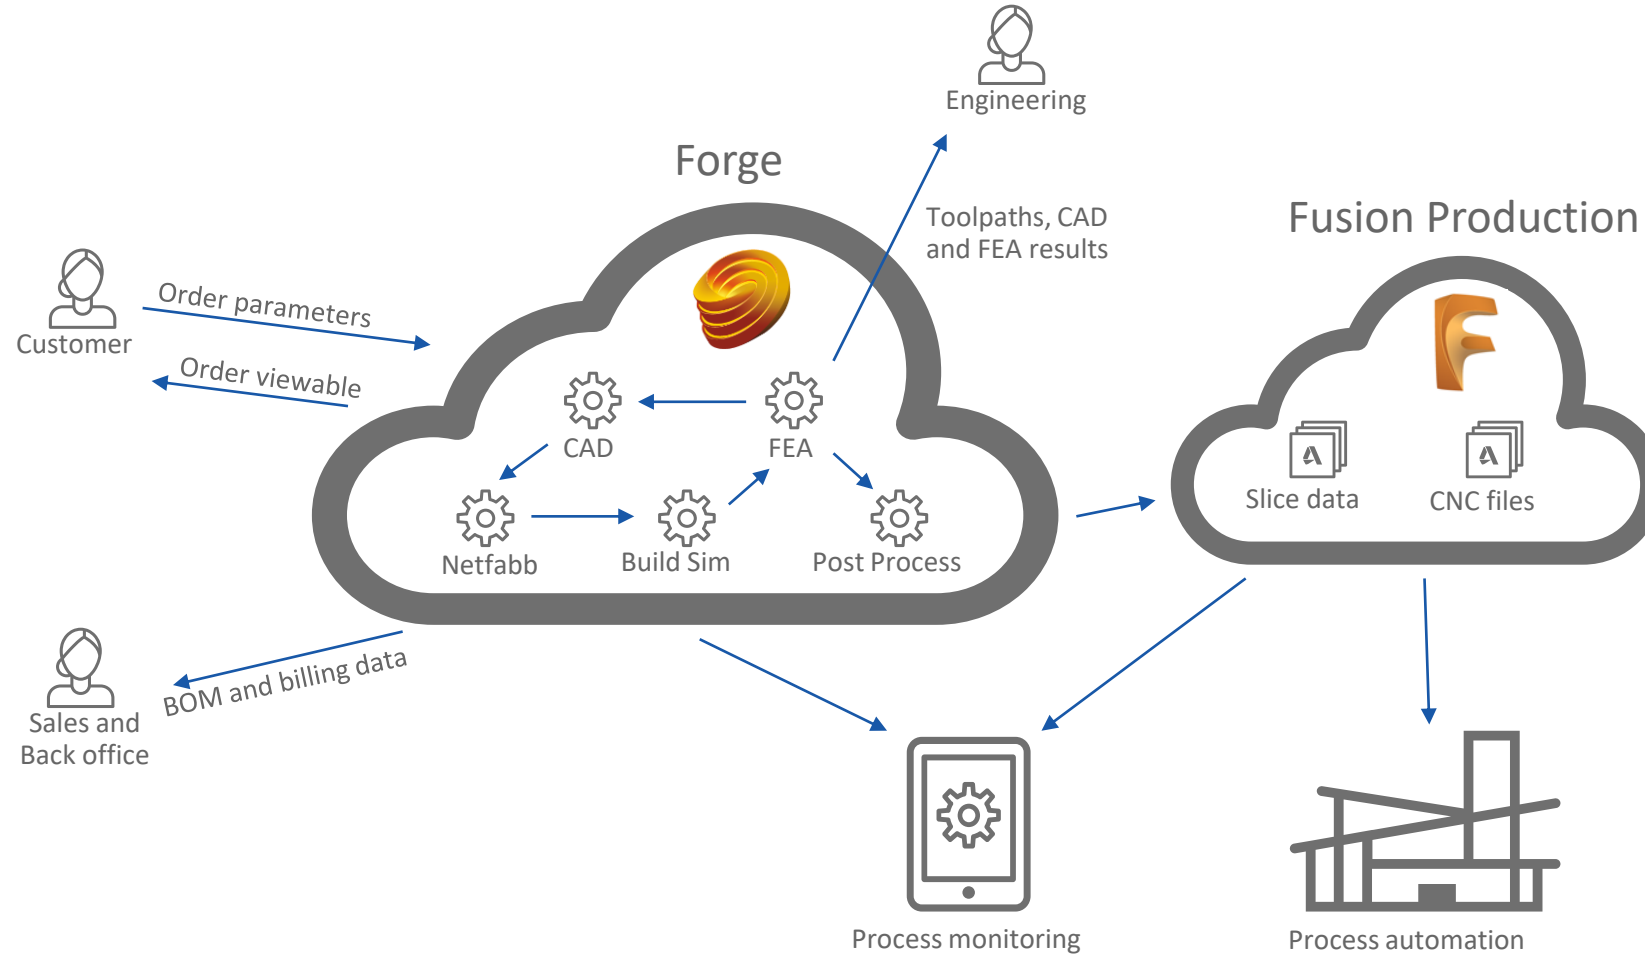 Engineering
Forge
Toolpaths, CAD
and FEA results
Fusion Production
Customer
Order parameters
Order viewable
CAD
FEA
Netfabb
Build Sim
Post Process
Slice data
CNC files
Sales and
Back office
BOM and billing data
Process monitoring
Process automation